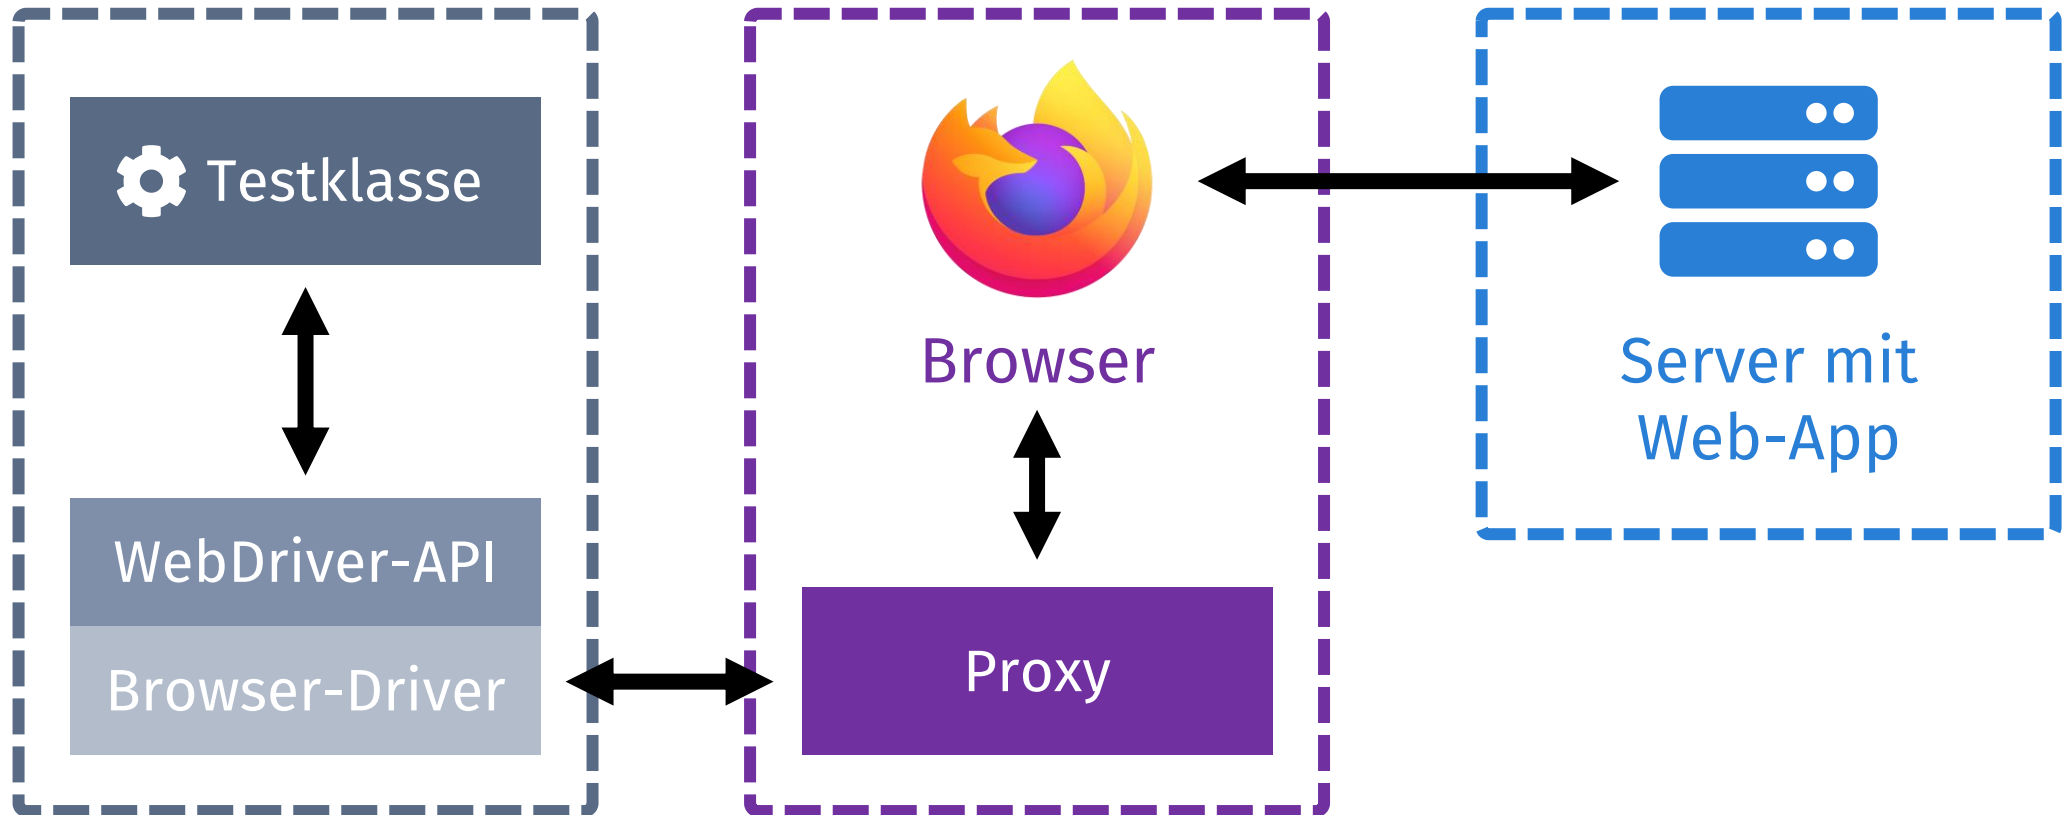 Testklasse
WebDriver-API
Browser-Driver
Browser
Proxy
Server mit
Web-App